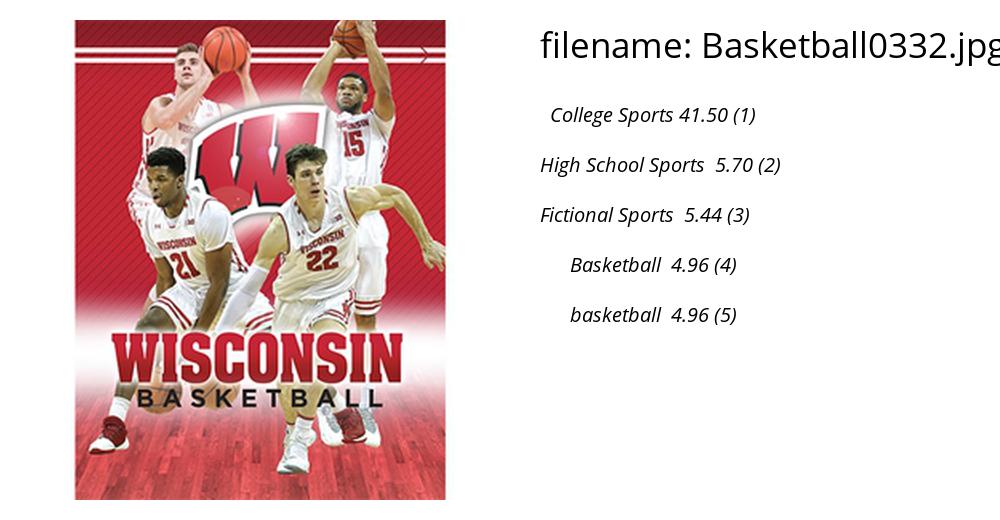 filename: Basketball0332.jpg
College Sports 41.50 (1)
High School Sports 5.70 (2)
Fictional Sports 5.44 (3)
Basketball 4.96 (4)
basketball 4.96 (5)
W
WISCONSIN
15
WISCONSIN
21
WISCONSIN
22
WISCONSIN
BASKETBALL